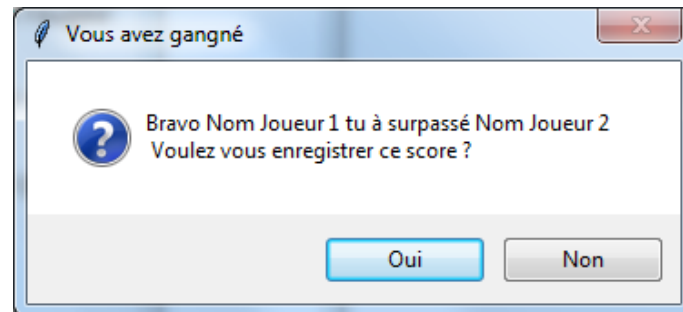 Vous avez gangné
Bravo Nom Joueur 1 tu à surpassé Nom Joueur 2
Voulez vous enregistrer ce score ?
Oui
Non